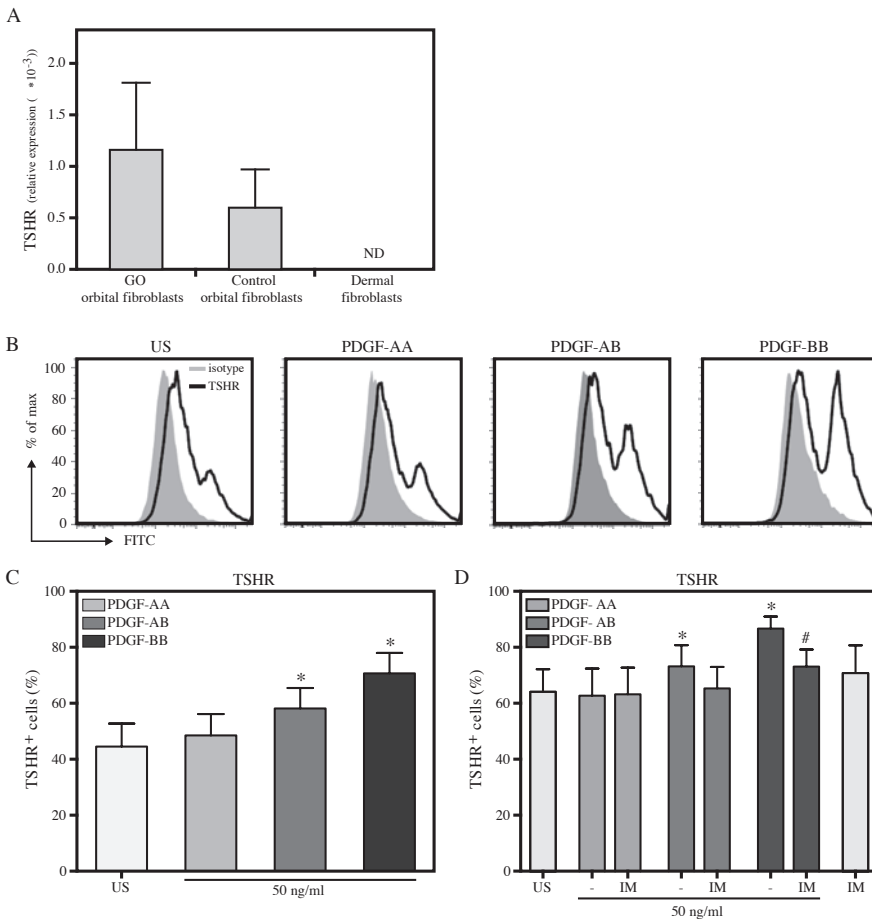 A
TSHR (relative expression ( *10-3))
2.0
1.5
1.0
0.5
0.0
ND
GO
orbital fibroblasts
Control
orbital fibroblasts
Dermal
fibroblasts
B
US
PDGF-AA
PDGF-AB
PDGF-BB
isotype
TSHR
% of max
100
80
60
40
20
0
FITC
C
TSHR
PDGF-AA
PDGF-AB
PDGF-BB
TSHR+ cells (%)
100
80
60
40
20
0
*
*
US
50 ng/ml
D
TSHR
PDGF- AA
PDGF- AB
PDGF-BB
TSHR+ cells (%)
100
80
60
40
20
0
*
*
#
US - IM - IM - IM IM
50 ng/ml